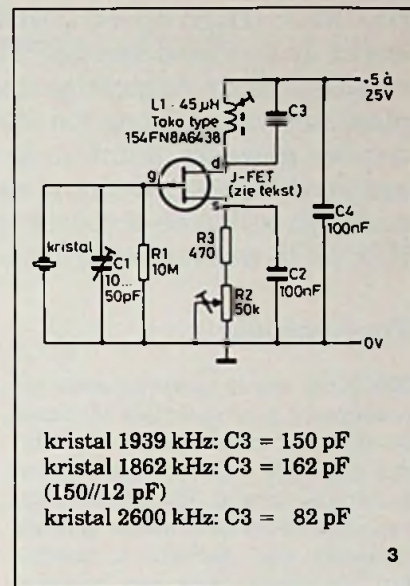 +5 à
25V
L1 - 45µH
Toko type
154FN8A6438
C3
d
g
J-FET
(zie tekst)
s
C4
100nF
kristal
C1
10...
50pF
R1
10M
R3
470
R2
50k
C2
100nF
0V
kristal 1939 kHz: C3 = 150 pF
kristal 1862 kHz: C3 = 162 pF
(150//12 pF)
kristal 2600 kHz: C3 = 82 pF
3